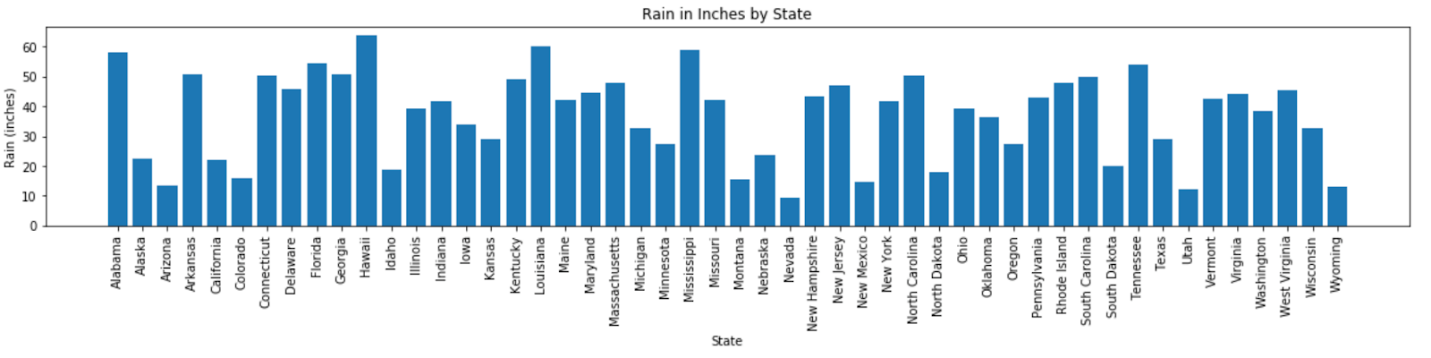 Rain in Inches by State
Rain (inches)
60
50
40
30
20
10
0
Alabama
Alaska
Arizona
Arkansas
California
Colorado
Connecticut
Delaware
Florida
Georgia
Hawaii
Idaho
Illinois
Indiana
Iowa
Kansas
Kentucky
Louisiana
Maine
Maryland
Massachusetts
Michigan
Minnesota
Mississippi
Missouri
Montana
Nebraska
Nevada
New Hampshire
New Jersey
New Mexico
New York
North Carolina
North Dakota
Ohio
Oklahoma
Oregon
Pennsylvania
Rhode Island
South Carolina
South Dakota
Tennessee
Texas
Utah
Vermont
Virginia
Washington
West Virginia
Wisconsin
Wyoming
State